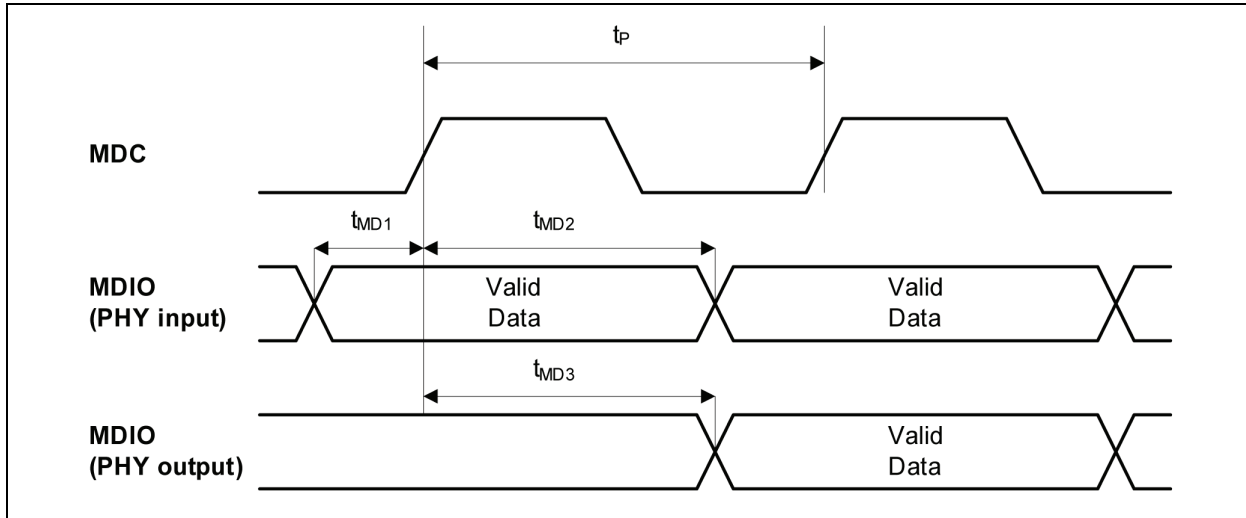 tP
MDC
tMD1
tMD2
MDIO
(PHY input)
Valid
Data
Valid
Data
tMD3
MDIO
(PHY output)
Valid
Data